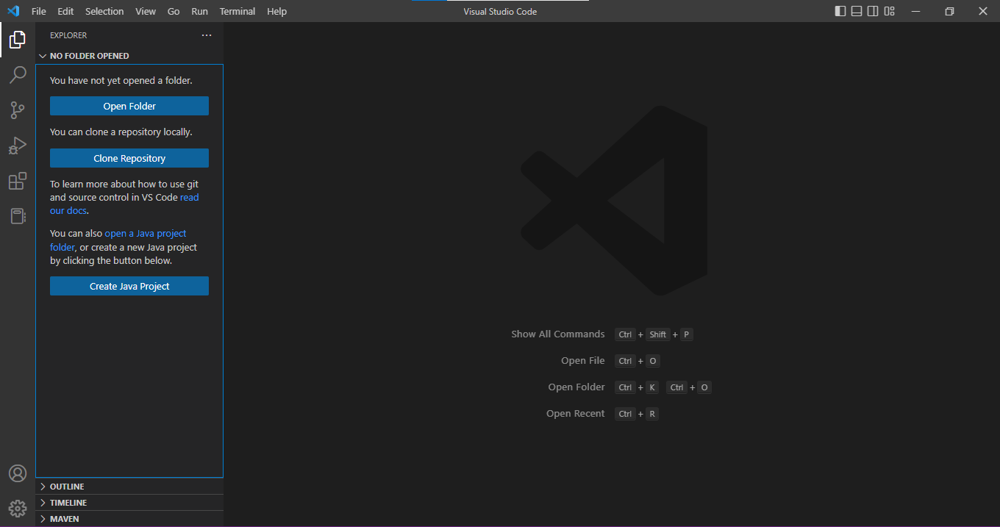 File Edit Selection View Go Run Terminal Help
Visual Studio Code
EXPLORER
NO FOLDER OPENED
You have not yet opened a folder.
Open Folder
You can clone a repository locally.
Clone Repository
To learn more about how to use git
and source control in VS Code read
our docs.
You can also open a Java project
folder, or create a new Java project
by clicking the button below.
Create Java Project
Show All Commands Ctrl + Shift + P
Open File Ctrl + O
Open Folder Ctrl + K Ctrl + O
Open Recent Ctrl + R
OUTLINE
TIMELINE
MAVEN